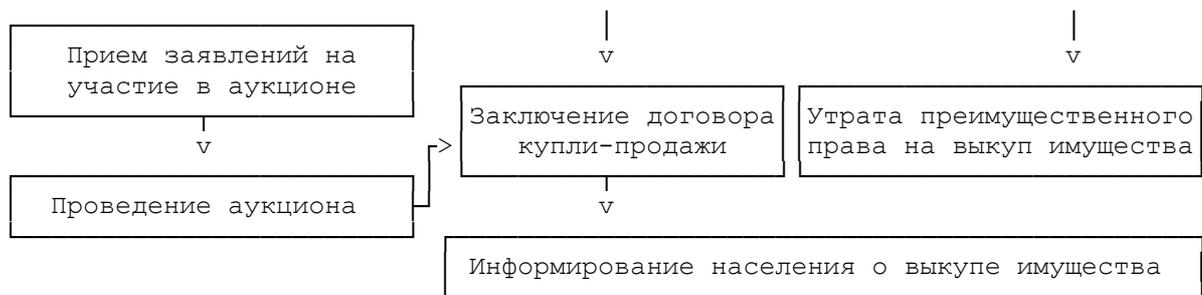 Прием заявлений на
участие в аукционе
Заключение договора
купли-продажи
Утрата преимущественного
права на выкуп имущества
Проведение аукциона
Информирование населения о выкупе имущества